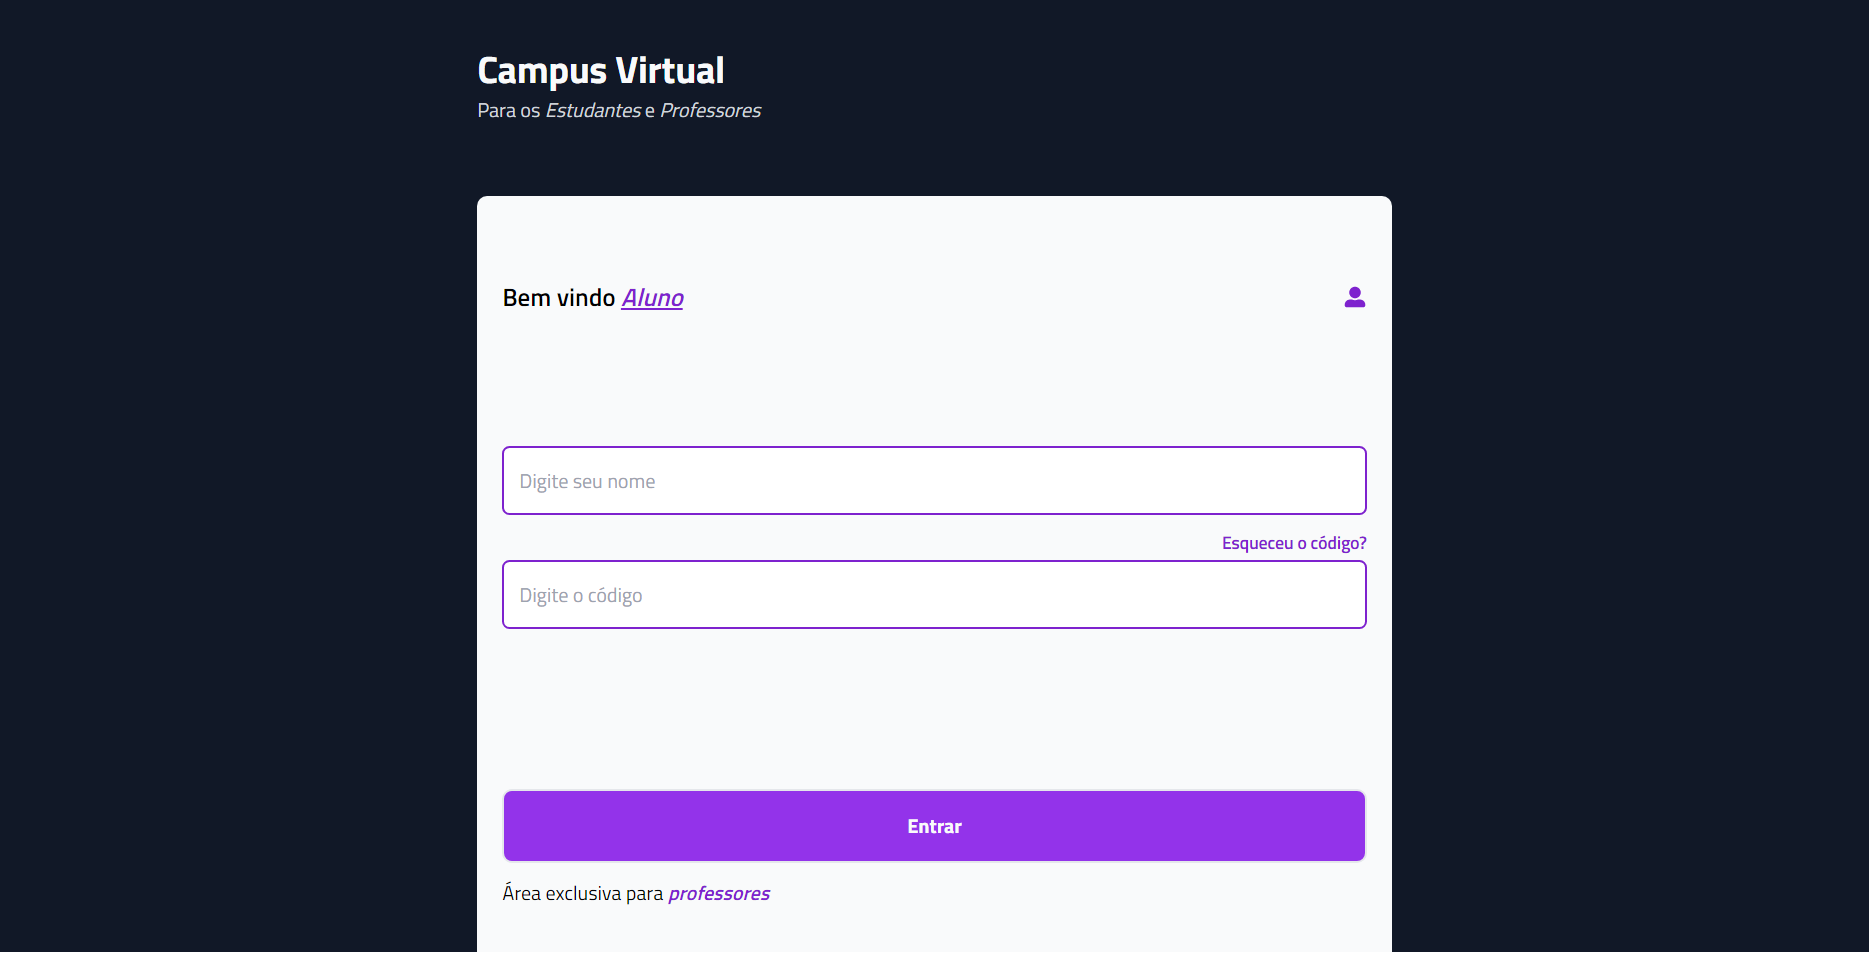 Campus Virtual
Para os Estudantes e Professores
Bem vindo Aluno
Digite seu nome
Esqueceu o código?
Digite o código
Entrar
Área exclusiva para professores